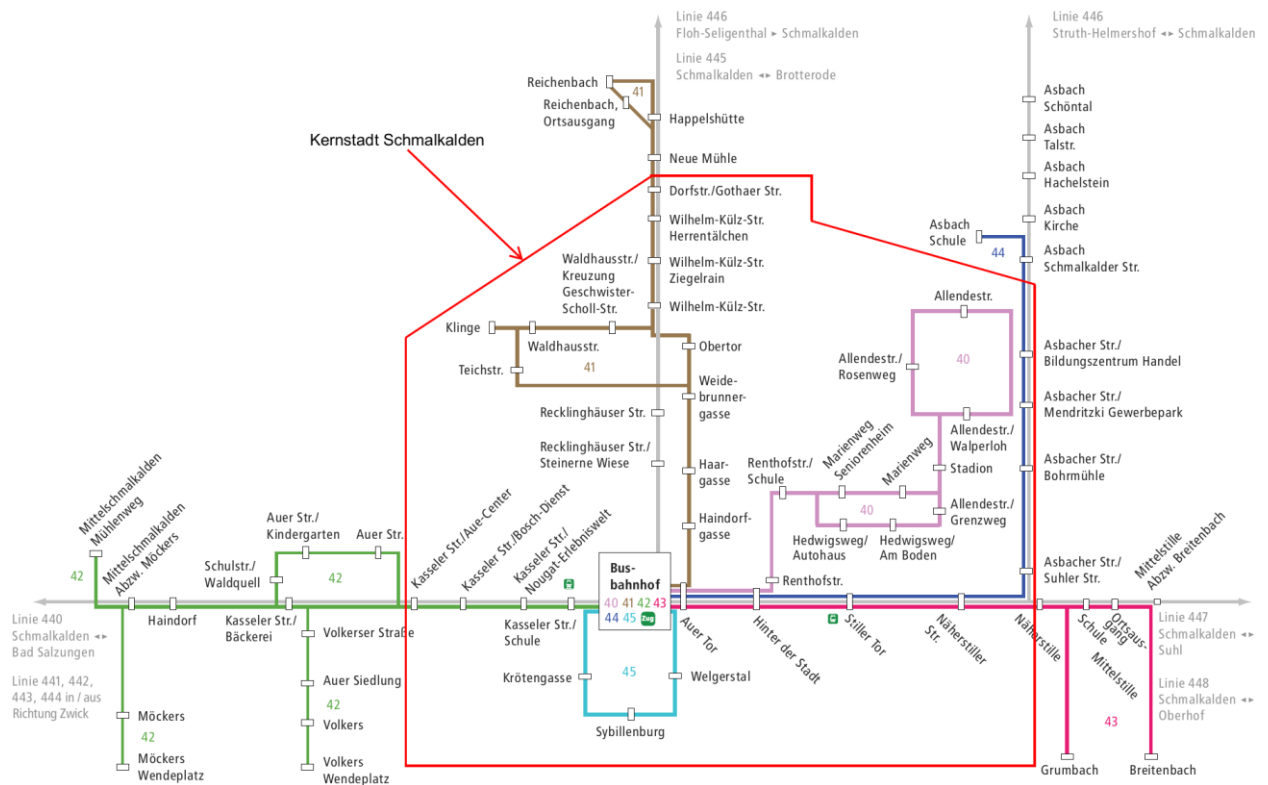 Linie 446
Floh-Seligenthal ▸ Schmalkalden
Linie 445
Schmalkalden ◂▸ Brotterode
Linie 446
Struth-Helmershof ◂▸ Schmalkalden
Reichenbach
41
Reichenbach,
Ortsausgang
Happelshütte
Neue Mühle
Kernstadt Schmalkalden
Dorfstr./Gothaer Str.
Wilhelm-Külz-Str.
Herrentälchen
Wilhelm-Külz-Str.
Ziegelrain
Wilhelm-Külz-Str.
Waldhausstr./
Kreuzung
Geschwister-
Scholl-Str.
Klinge
Waldhausstr.
Teichstr.
41
Obertor
Weide-
brunner-
gasse
Recklinghäuser Str.
Recklinghäuser Str./
Steinerne Wiese
Haar-
gasse
Haindorf-
gasse
Asbach
Schöntal
Asbach
Talstr.
Asbach
Hachelstein
Asbach
Kirche
Asbach
Schule
44
Asbach
Schmalkalder Str.
Allendestr.
Allendestr./
Rosenweg
40
Asbacher Str./
Bildungszentrum Handel
Asbacher Str./
Mendritzki Gewerbepark
Allendestr./
Walperloh
Stadion
Asbacher Str./
Bohrmühle
Renthofstr./
Schule
Marienweg
Seniorenheim
Marienweg
40
Allendestr./
Grenzweg
Hedwigsweg/
Autohaus
Hedwigsweg/
Am Boden
Renthofstr.
Asbacher Str./
Suhler Str.
Mittelschmalkalden
Mühlenweg
Mittelschmalkalden
Abzw. Möckers
42
Auer Str./
Kindergarten
Auer Str.
Schulstr./
Waldquell
42
Kasseler Str./Aue-Center
Kasseler Str./Bosch-Dienst
Kasseler Str./
Nougat-Erlebniswelt
Bus-
bahnhof
40 41 42 43
44 45 Zug
Mittelstille
Abzw. Breitenbach
Linie 440
Schmalkalden ◂▸
Bad Salzungen
Linie 441, 442,
443, 444 in / aus
Richtung Zwick
Haindorf
Kasseler Str./
Bäckerei
Kasseler Str./
Schule
Auer Tor
Hinter der Stadt
Stiller Tor
Näherstiller
Str.
Näherstille
Schule
Ortsaus-
gang
Mittelstille
Linie 447
Schmalkalden ◂▸
Suhl
Linie 448
Schmalkalden ◂▸
Oberhof
Volkerser Straße
Auer Siedlung
42
Volkers
Volkers
Wendeplatz
Möckers
42
Möckers
Wendeplatz
Krötengasse
45
Welgerstal
Sybillenburg
43
Grumbach
Breitenbach